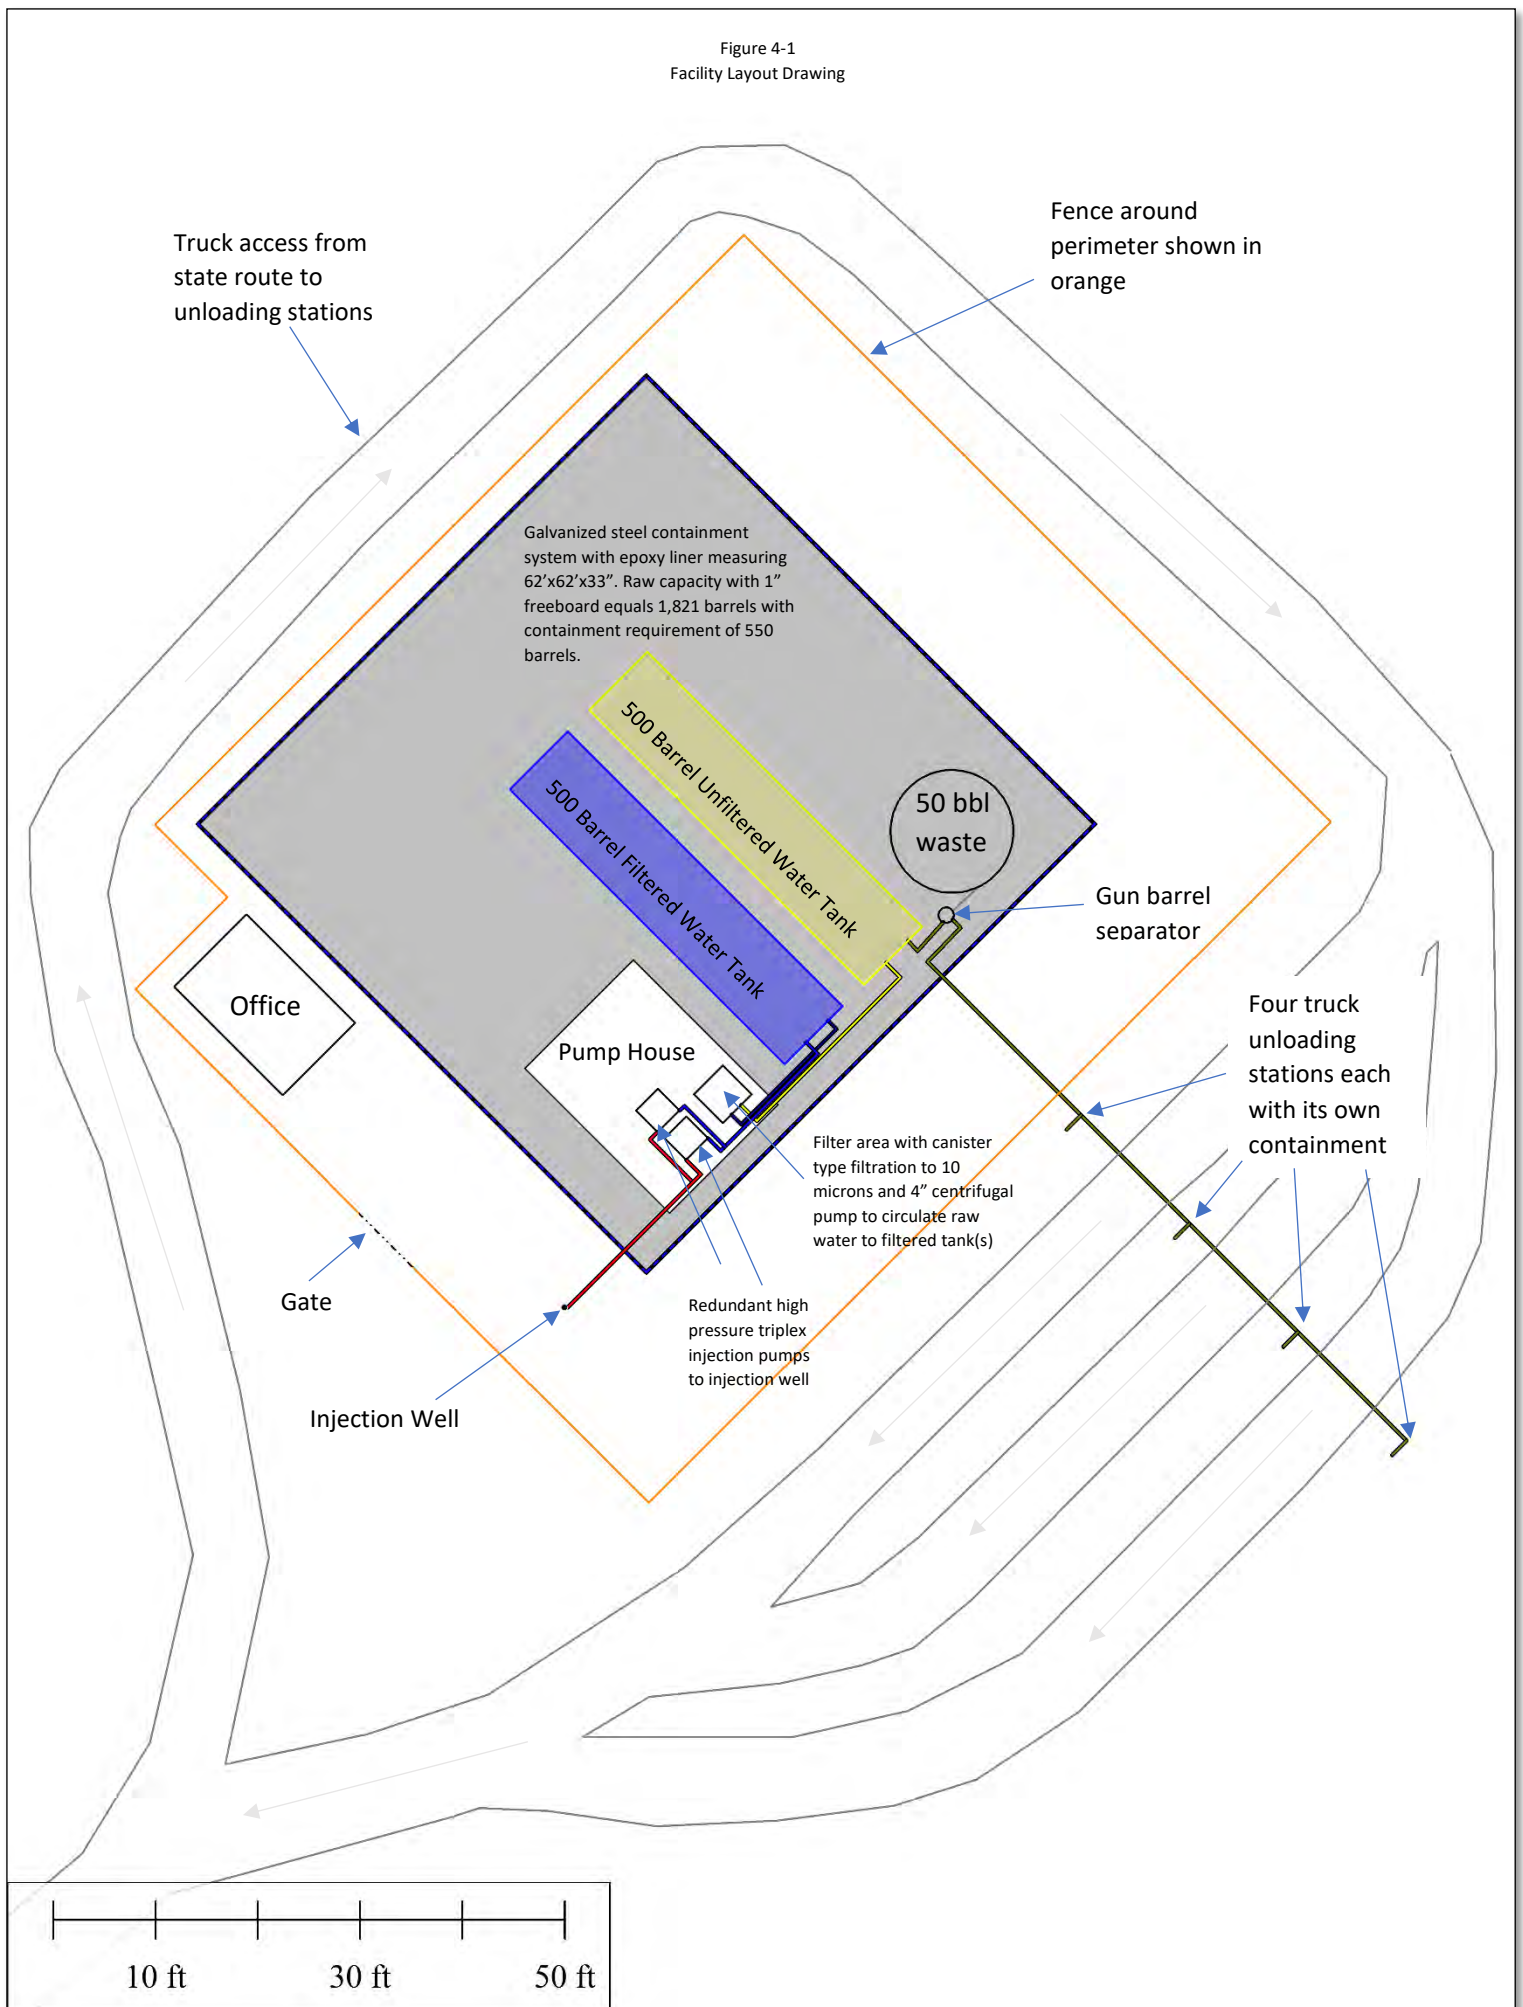 Figure 4-1
Facility Layout Drawing
Truck access from
state route to
unloading stations
Fence around
perimeter shown in
orange
Galvanized steel containment
system with epoxy liner measuring
62’x62’x33”. Raw capacity with 1”
freeboard equals 1,821 barrels with
containment requirement of 550
barrels.
500 Barrel Unfiltered Water Tank
500 Barrel Filtered Water Tank
50 bbl
waste
Gun barrel
separator
Office
Pump House
Four truck
unloading
stations each
with its own
containment
Filter area with canister
type filtration to 10
microns and 4” centrifugal
pump to circulate raw
water to filtered tank(s)
Gate
Redundant high
pressure triplex
injection pumps
to injection well
Injection Well
10 ft
30 ft
50 ft